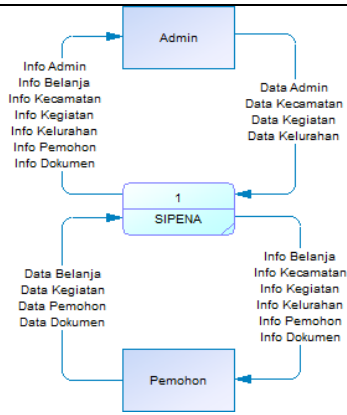 Admin
Info Admin
Info Belanja
Info Kecamatan
Info Kegiatan
Info Kelurahan
Info Pemohon
Info Dokumen
Data Admin
Data Kecamatan
Data Kegiatan
Data Kelurahan
1
SIPENA
Data Belanja
Data Kegiatan
Data Pemohon
Data Dokumen
Info Belanja
Info Kecamatan
Info Kegiatan
Info Kelurahan
Info Pemohon
Info Dokumen
Pemohon